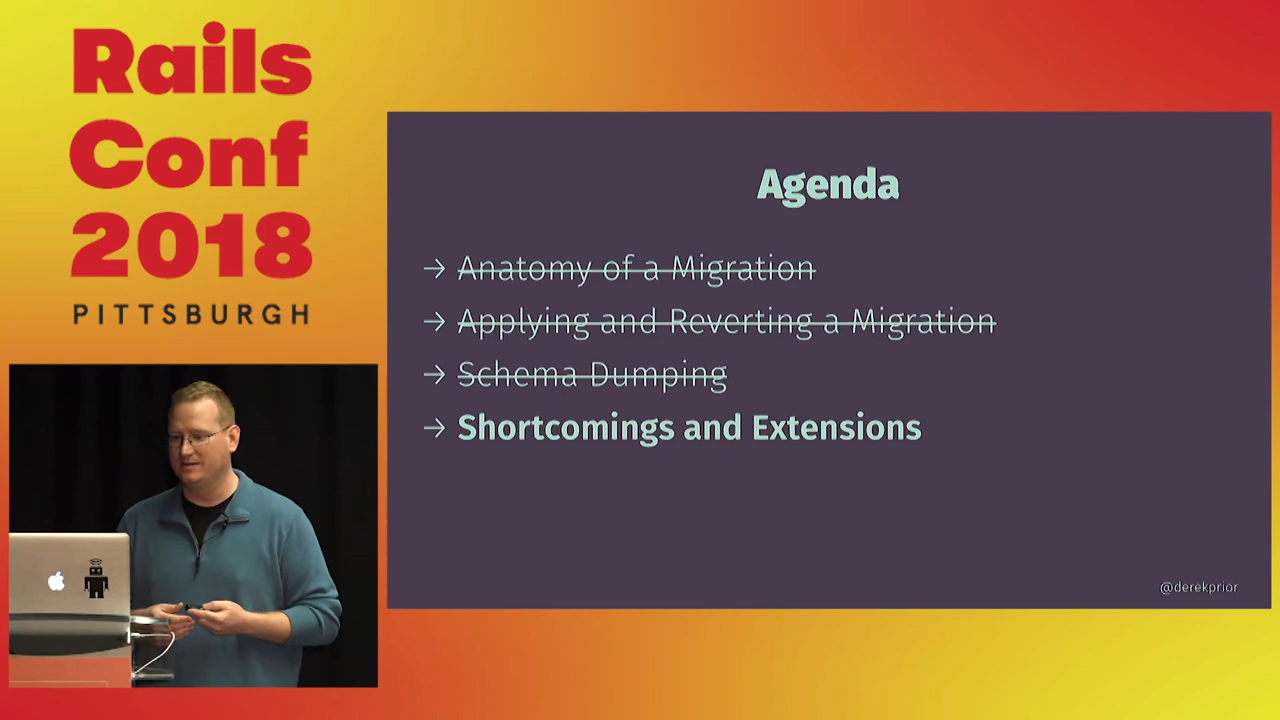 Rails
Conf
2018
PITTSBURGH
Agenda
→ Anatomy of a Migration
→ Applying and Reverting a Migration
→ Schema Dumping
→ Shortcomings and Extensions
@derekprior